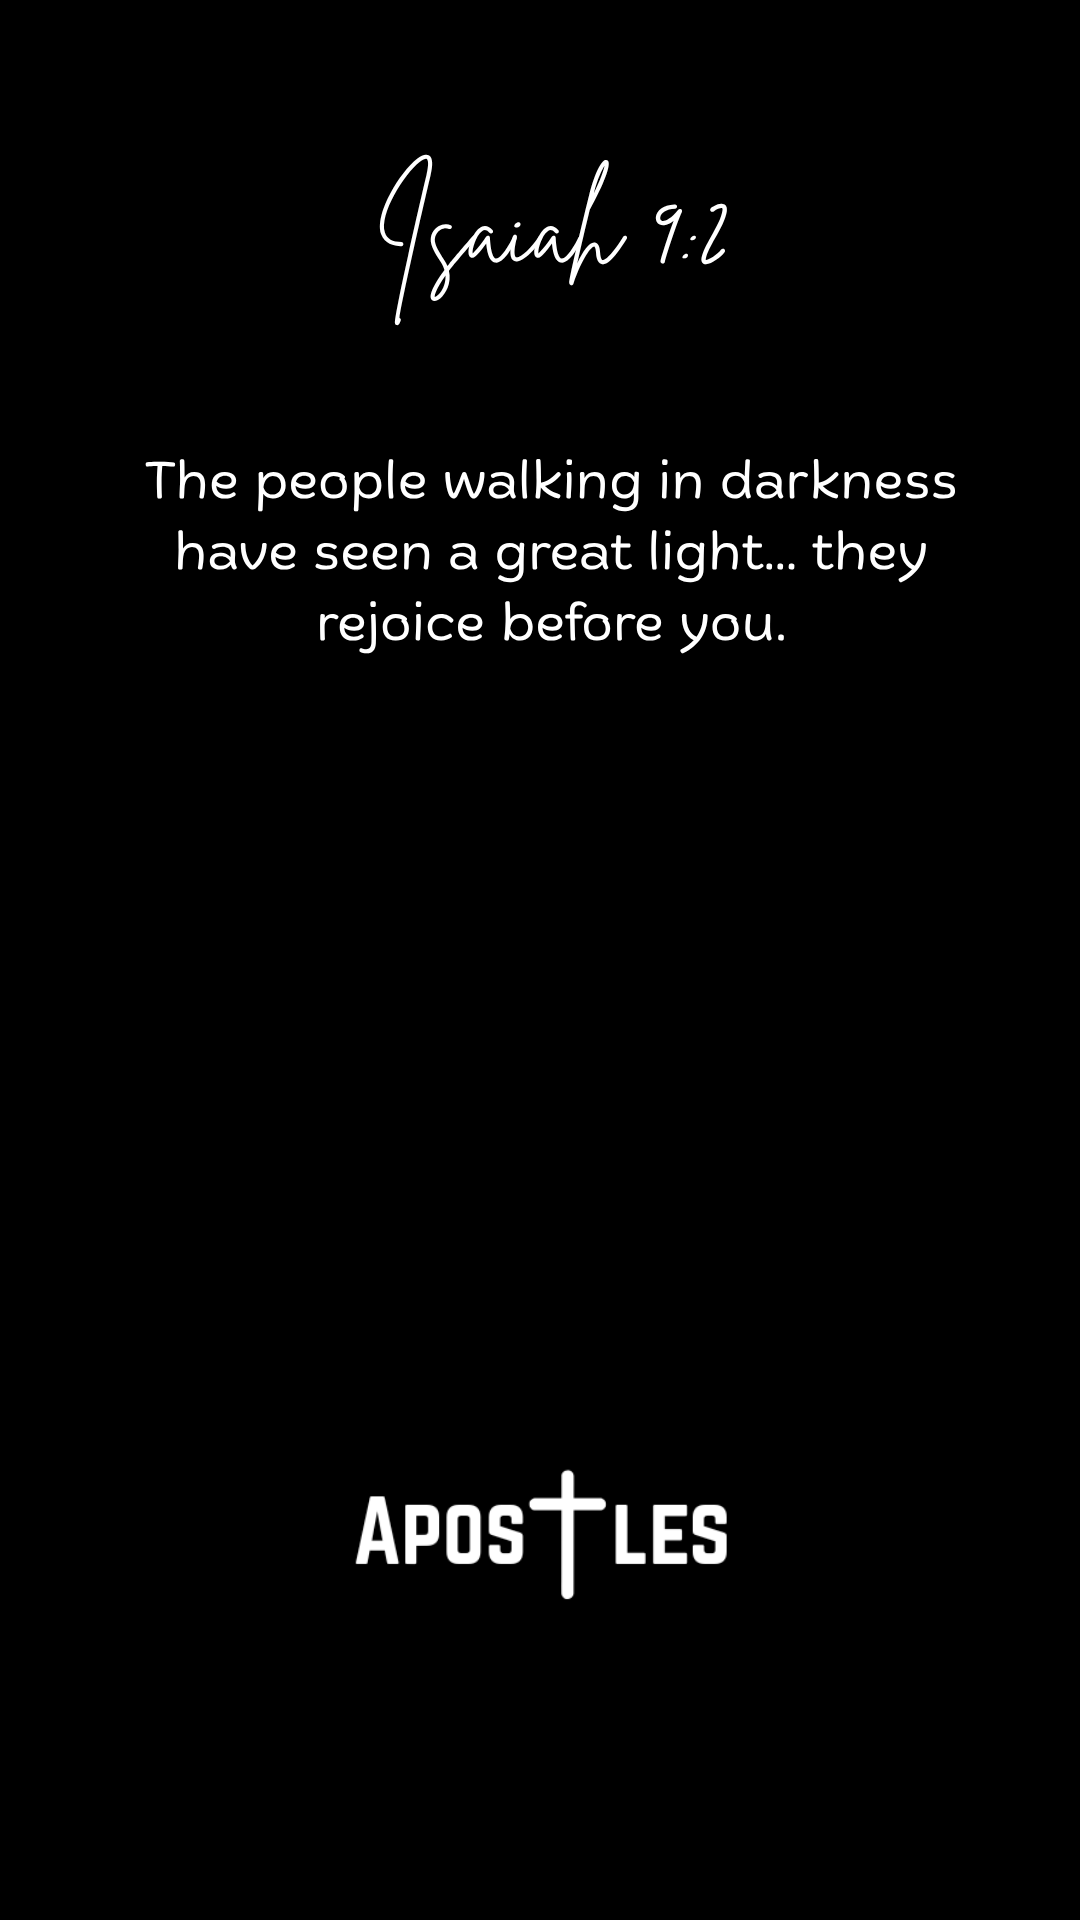 Isaiah 9:2
The people walking in darkness
have seen a great light... they
rejoice before you.
APOSTLES